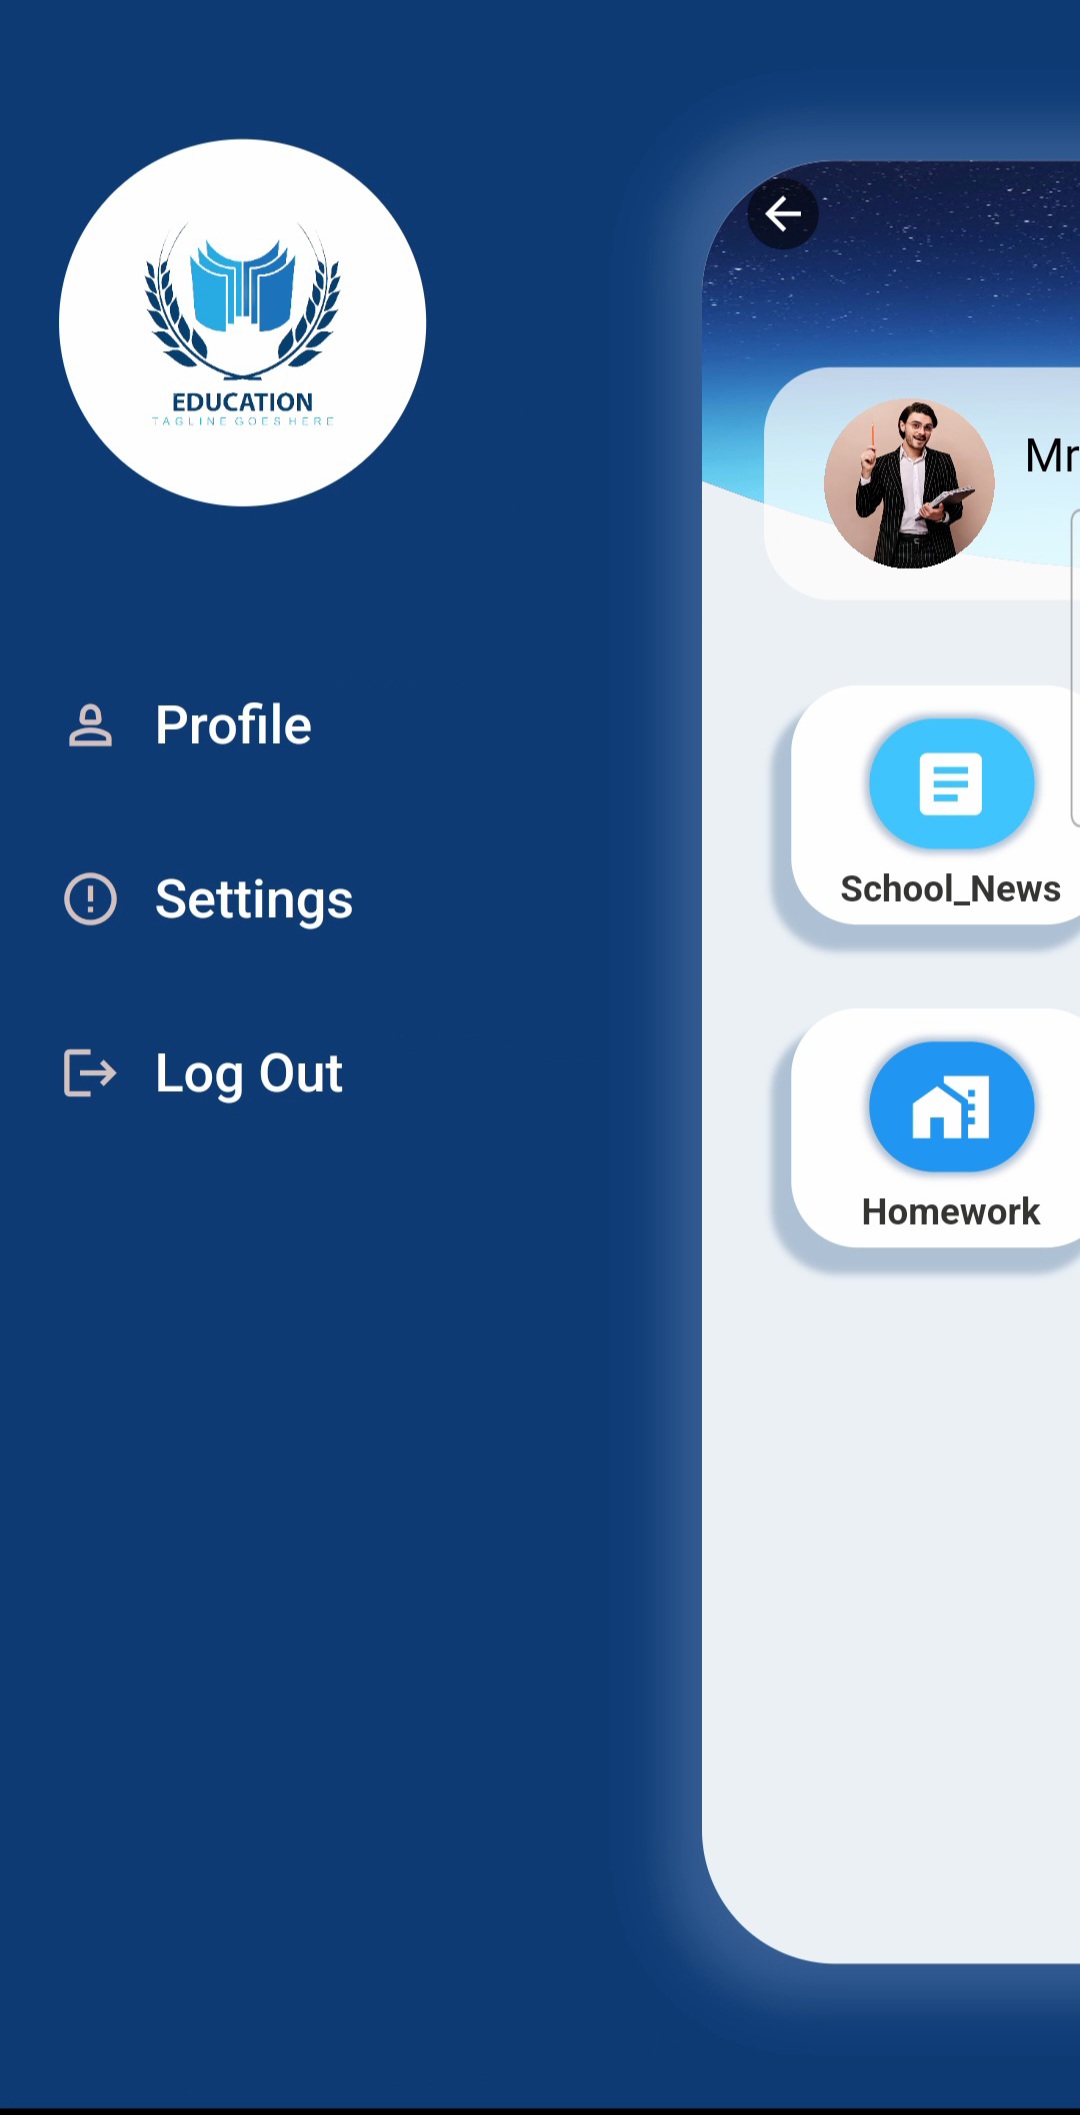 EDUCATION
TAGLINE GOES HERE
Profile
Settings
Log Out
Mr
School_News
Homework